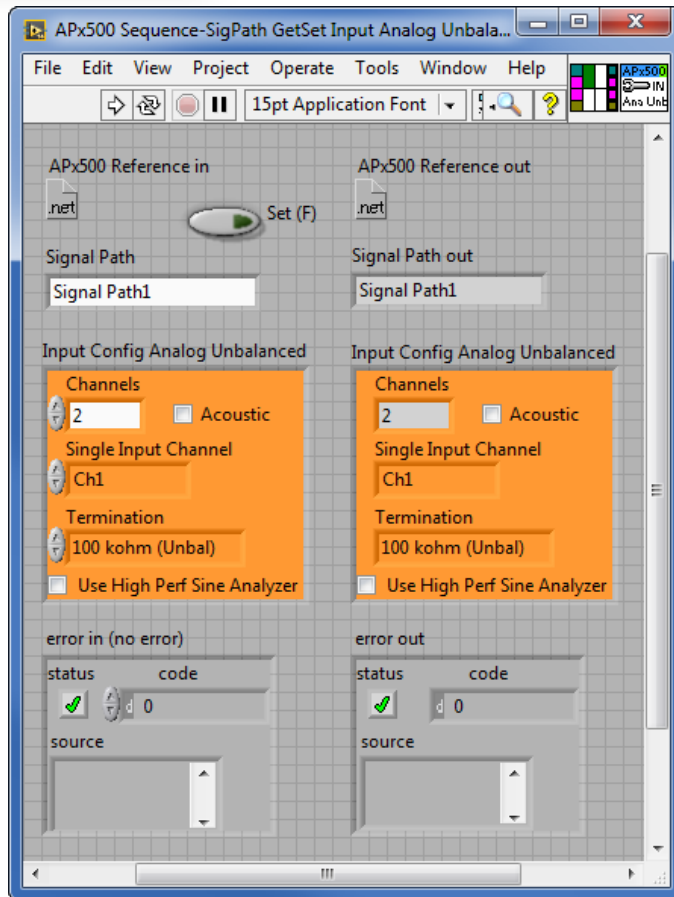 APx500 Sequence-SigPath GetSet Input Analog Unbala...
File Edit View Project Operate Tools Window Help
APx500
IN
Ana Unb
15pt Application Font
APx500 Reference in
APx500 Reference out
.net
Set (F)
.net
Signal Path
Signal Path out
Signal Path1
Signal Path1
Input Config Analog Unbalanced
Input Config Analog Unbalanced
Channels
Channels
2
Acoustic
2
Acoustic
Single Input Channel
Single Input Channel
Ch1
Ch1
Termination
Termination
100 kohm (Unbal)
100 kohm (Unbal)
Use High Perf Sine Analyzer
Use High Perf Sine Analyzer
error in (no error)
error out
status code
status code
d 0
d 0
source
source